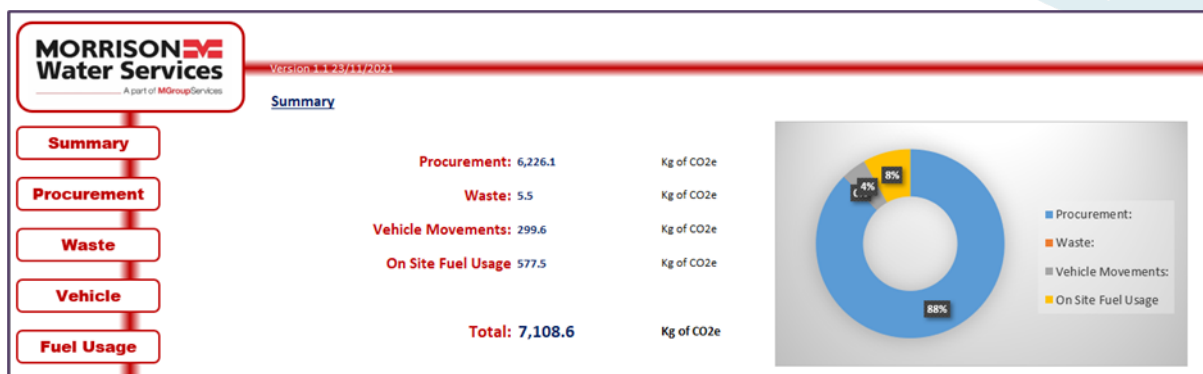 MORRISON
Water Services
A part of MGroupServices
Version 1.1 23/11/2021
Summary
Summary
Procurement
Waste
Vehicle
Fuel Usage
Procurement: 6,226.1 Kg of CO2e
Waste: 5.5 Kg of CO2e
Vehicle Movements: 299.6 Kg of CO2e
On Site Fuel Usage 577.5 Kg of CO2e
Total: 7,108.6 Kg of CO2e
4%
8%
88%
Procurement:
Waste:
Vehicle Movements:
On Site Fuel Usage